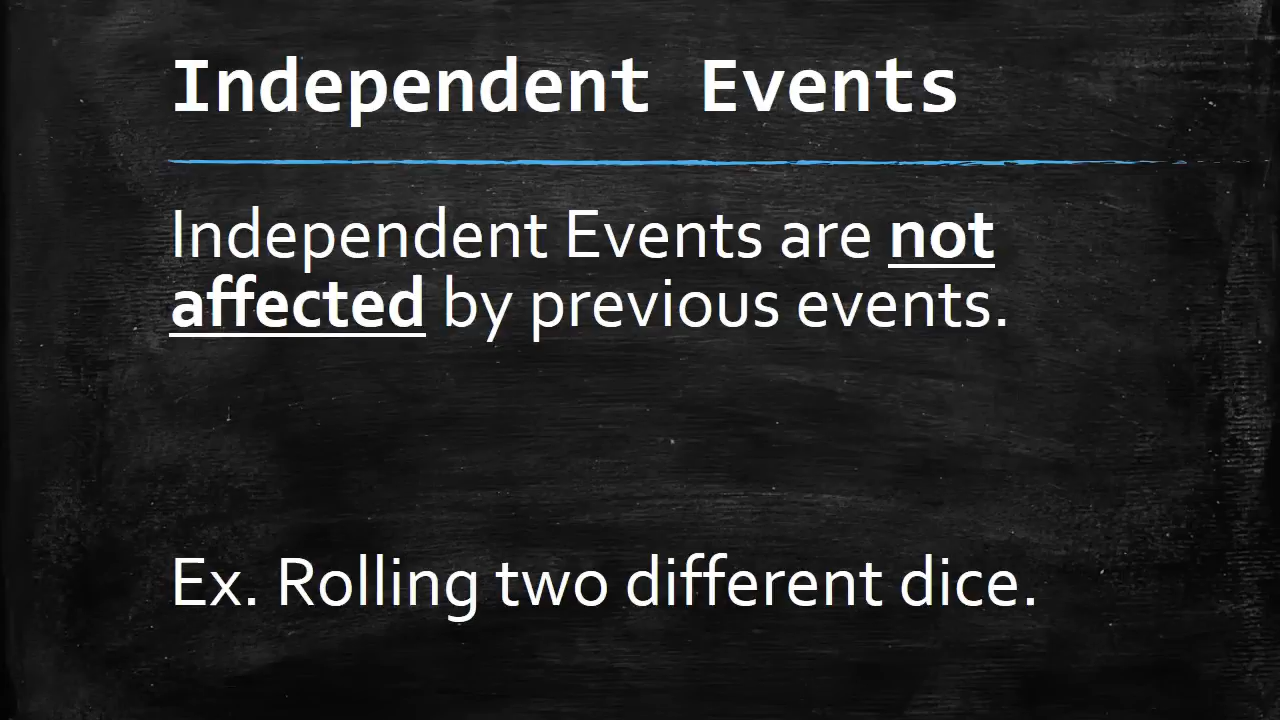 Independent Events
Independent Events are not
affected by previous events.
Ex. Rolling two different dice.